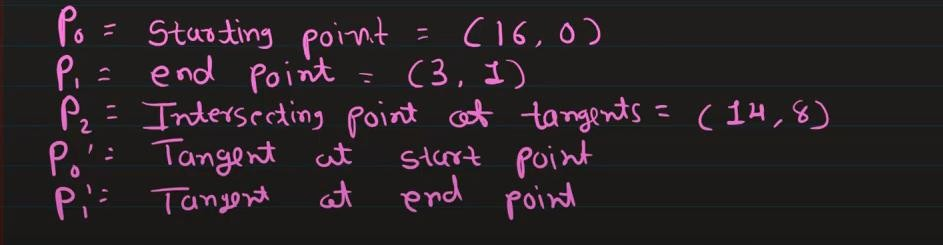 P₀ = Starting point = (16, 0)
P₁ = end point = (3, 1)
P₂ = Intersecting point at tangents = (14, 8)
P₀' = Tangent at start point
P₁' = Tangent at end point